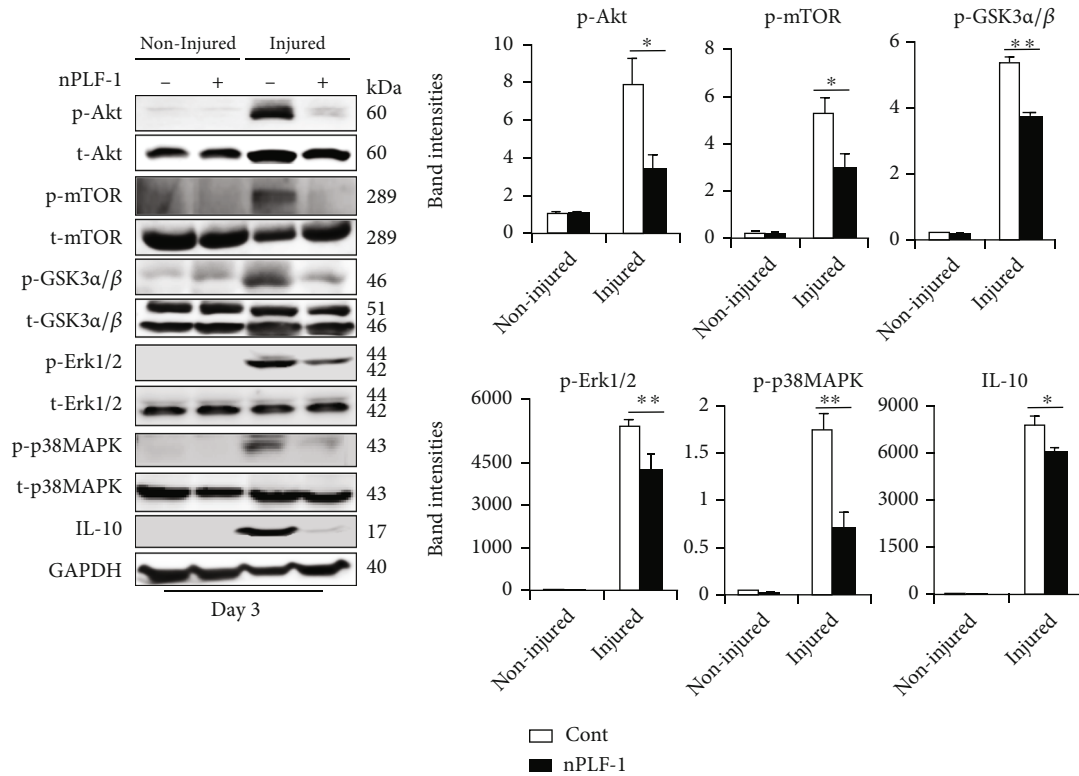 Non-Injured Injured
nPLF-1 – + – + kDa
p-Akt 60
t-Akt 60
p-mTOR 289
t-mTOR 289
p-GSK3α/β 46
t-GSK3α/β 51
46
p-Erk1/2 44
42
t-Erk1/2 44
42
p-p38MAPK 43
t-p38MAPK 43
IL-10 17
GAPDH 40
Day 3
p-Akt
Band intensities
10
8
6
4
2
0
*
Non-injured
Injured
p-mTOR
8
6
4
2
0
*
Non-injured
Injured
p-GSK3α/β
6
4
2
0
**
Non-injured
Injured
p-Erk1/2
Band intensities
6000
4500
3000
1000
0
**
Non-injured
Injured
p-p38MAPK
2
1.5
1
0.5
0
**
Non-injured
Injured
IL-10
9000
6000
3000
0
*
Non-injured
Injured
Cont
nPLF-1